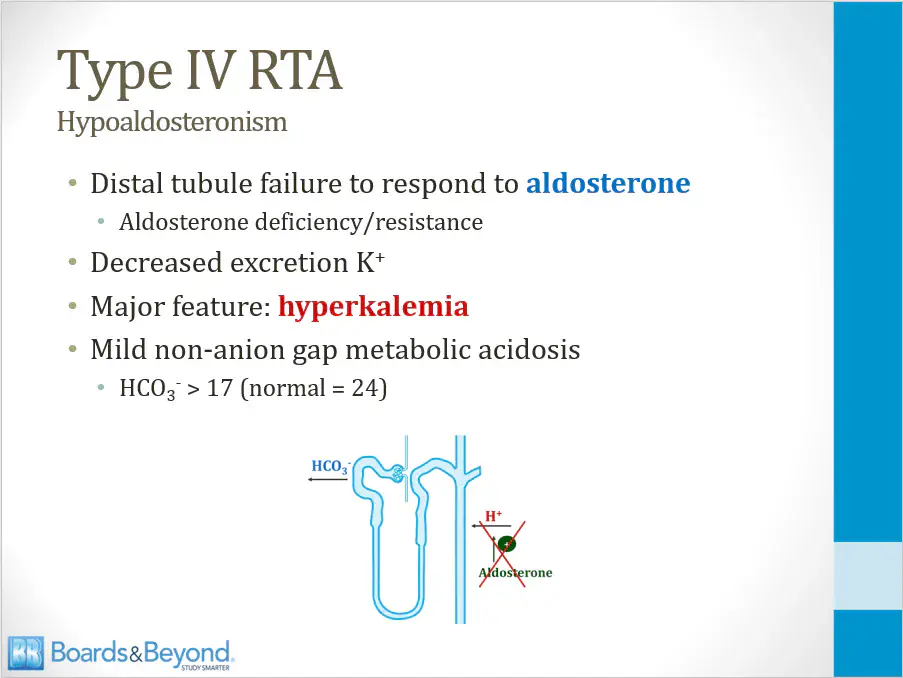 Type IV RTA
Hypoaldosteronism
• Distal tubule failure to respond to aldosterone
• Aldosterone deficiency/resistance
• Decreased excretion K⁺
• Major feature: hyperkalemia
• Mild non-anion gap metabolic acidosis
• HCO₃⁻ > 17 (normal = 24)
HCO₃⁻
H⁺
+
Aldosterone
BB Boards&Beyond.
STUDY SMARTER